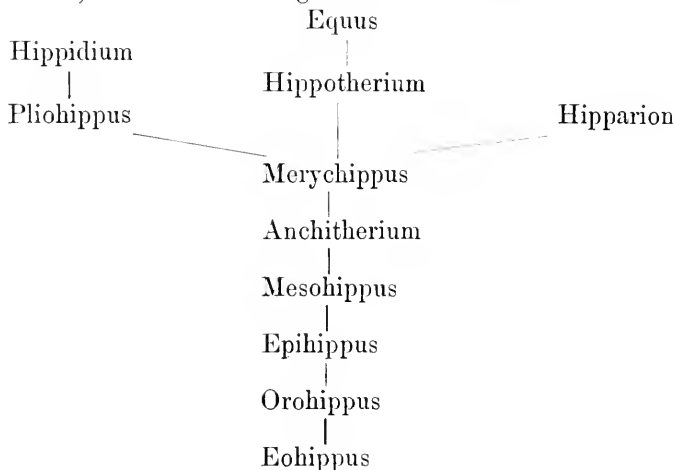 Equus
Hippidium
Hippotherium
Pliohippus
Hipparion
Merychippus
Anchitherium
Mesohippus
Epihippus
Orohippus
Eohippus